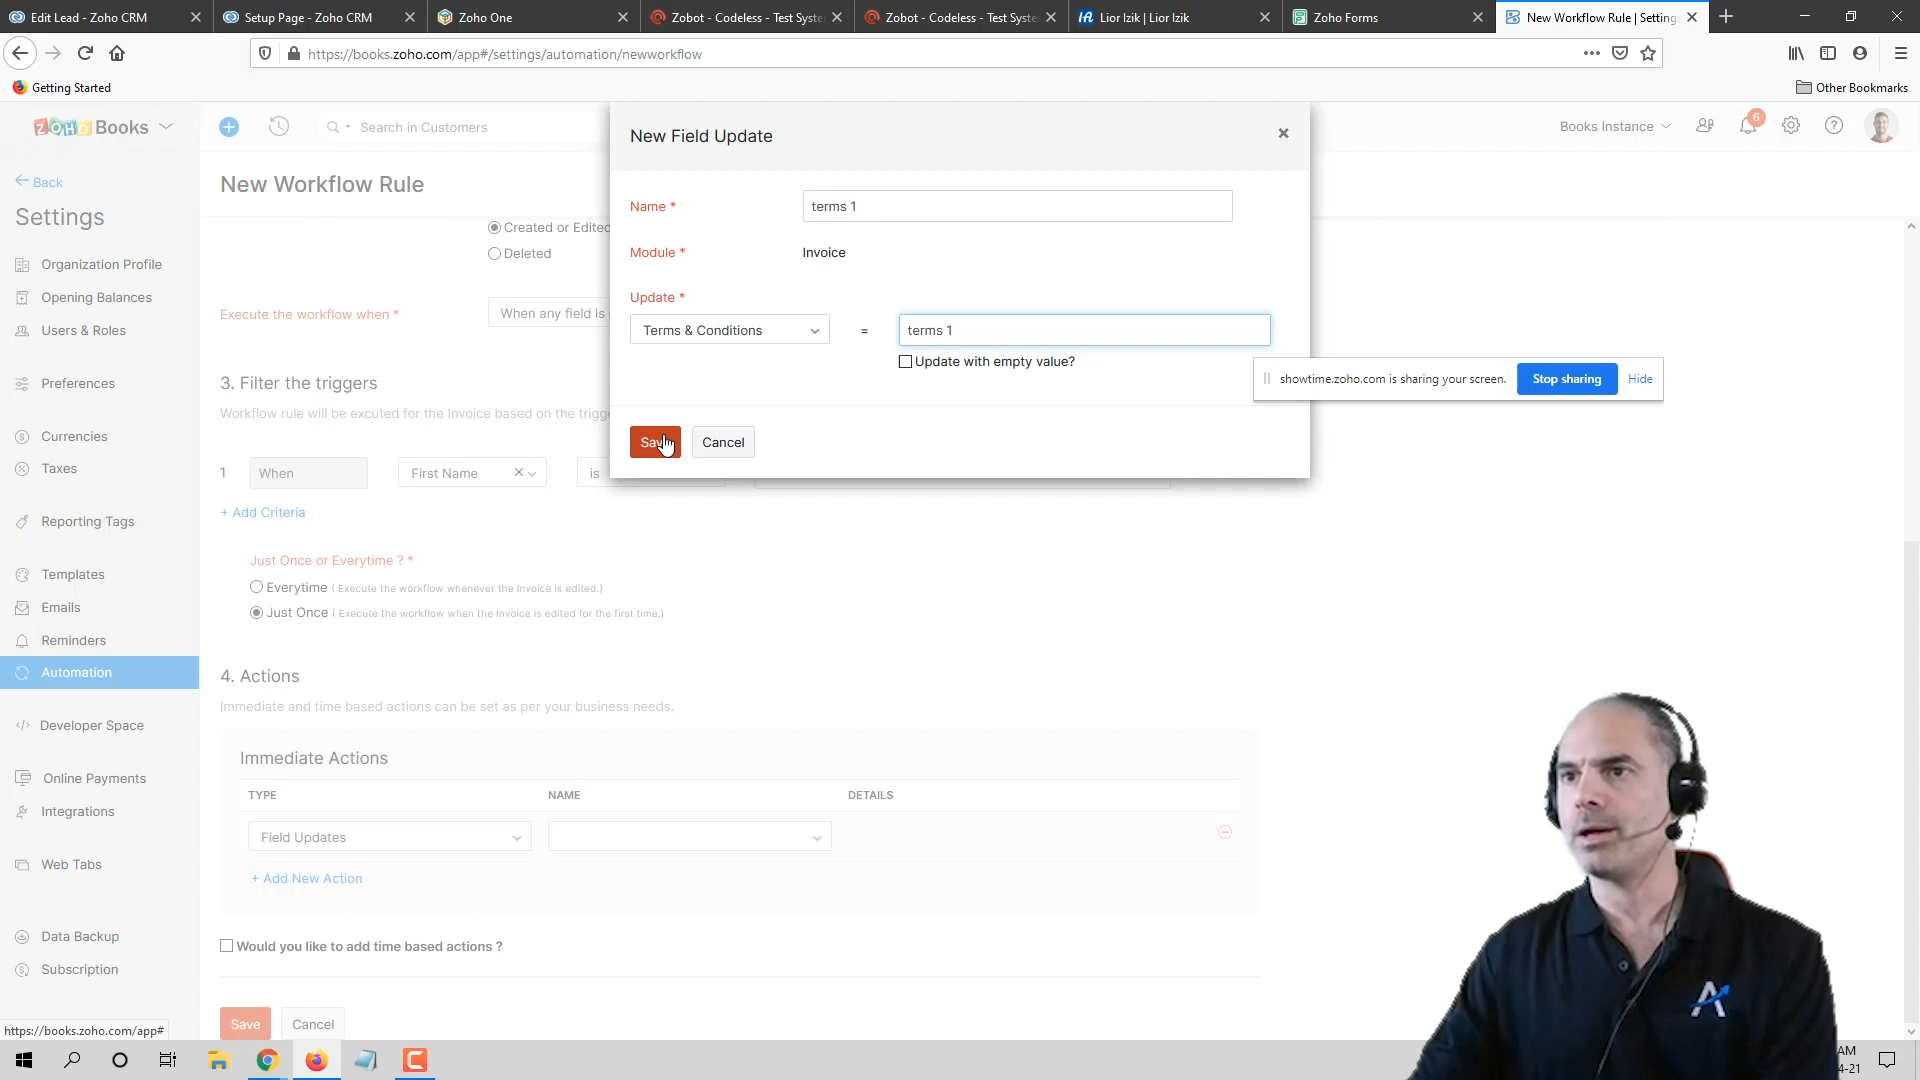 Edit Lead - Zoho CRM
Setup Page - Zoho CRM
Zoho One
Zobot - Codeless - Test Syste
Zobot - Codeless - Test Syste
Lior Izik | Lior Izik
Zoho Forms
New Workflow Rule | Setting
https://books.zoho.com/app#/settings/automation/newworkflow
Getting Started
Other Bookmarks
ZOHO Books
Search in Customers
Books Instance
6
Back
Settings
Organization Profile
Opening Balances
Users & Roles
Preferences
Currencies
Taxes
Reporting Tags
Templates
Emails
Reminders
Automation
Developer Space
Online Payments
Integrations
Web Tabs
Data Backup
Subscription
https://books.zoho.com/app#
New Workflow Rule
Created or Edited
Deleted
Execute the workflow when *
When any field is
3. Filter the triggers
Workflow rule will be excuted for the Invoice based on the trigge
1 When First Name is
+ Add Criteria
Just Once or Everytime ? *
Everytime ( Execute the workflow whenever the Invoice is edited.)
Just Once ( Execute the workflow when the Invoice is edited for the first time.)
4. Actions
Immediate and time based actions can be set as per your business needs.
Immediate Actions
TYPE NAME DETAILS
Field Updates
+ Add New Action
Would you like to add time based actions ?
Save Cancel
New Field Update
Name * terms 1
Module * Invoice
Update *
Terms & Conditions = terms 1
Update with empty value?
Save Cancel
showtime.zoho.com is sharing your screen. Stop sharing Hide
AM
4-21